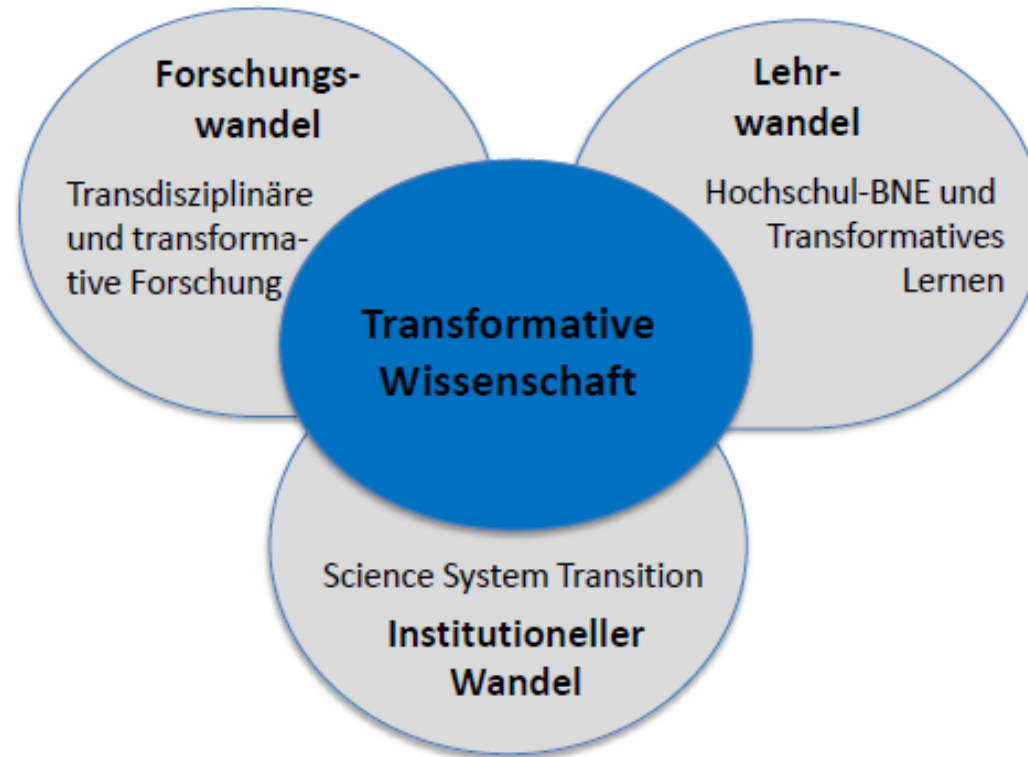 Forschungs-
wandel
Transdisziplinäre
und transforma-
tive Forschung
Lehr-
wandel
Hochschul-BNE und
Transformatives
Lernen
Transformative
Wissenschaft
Science System Transition
Institutioneller
Wandel